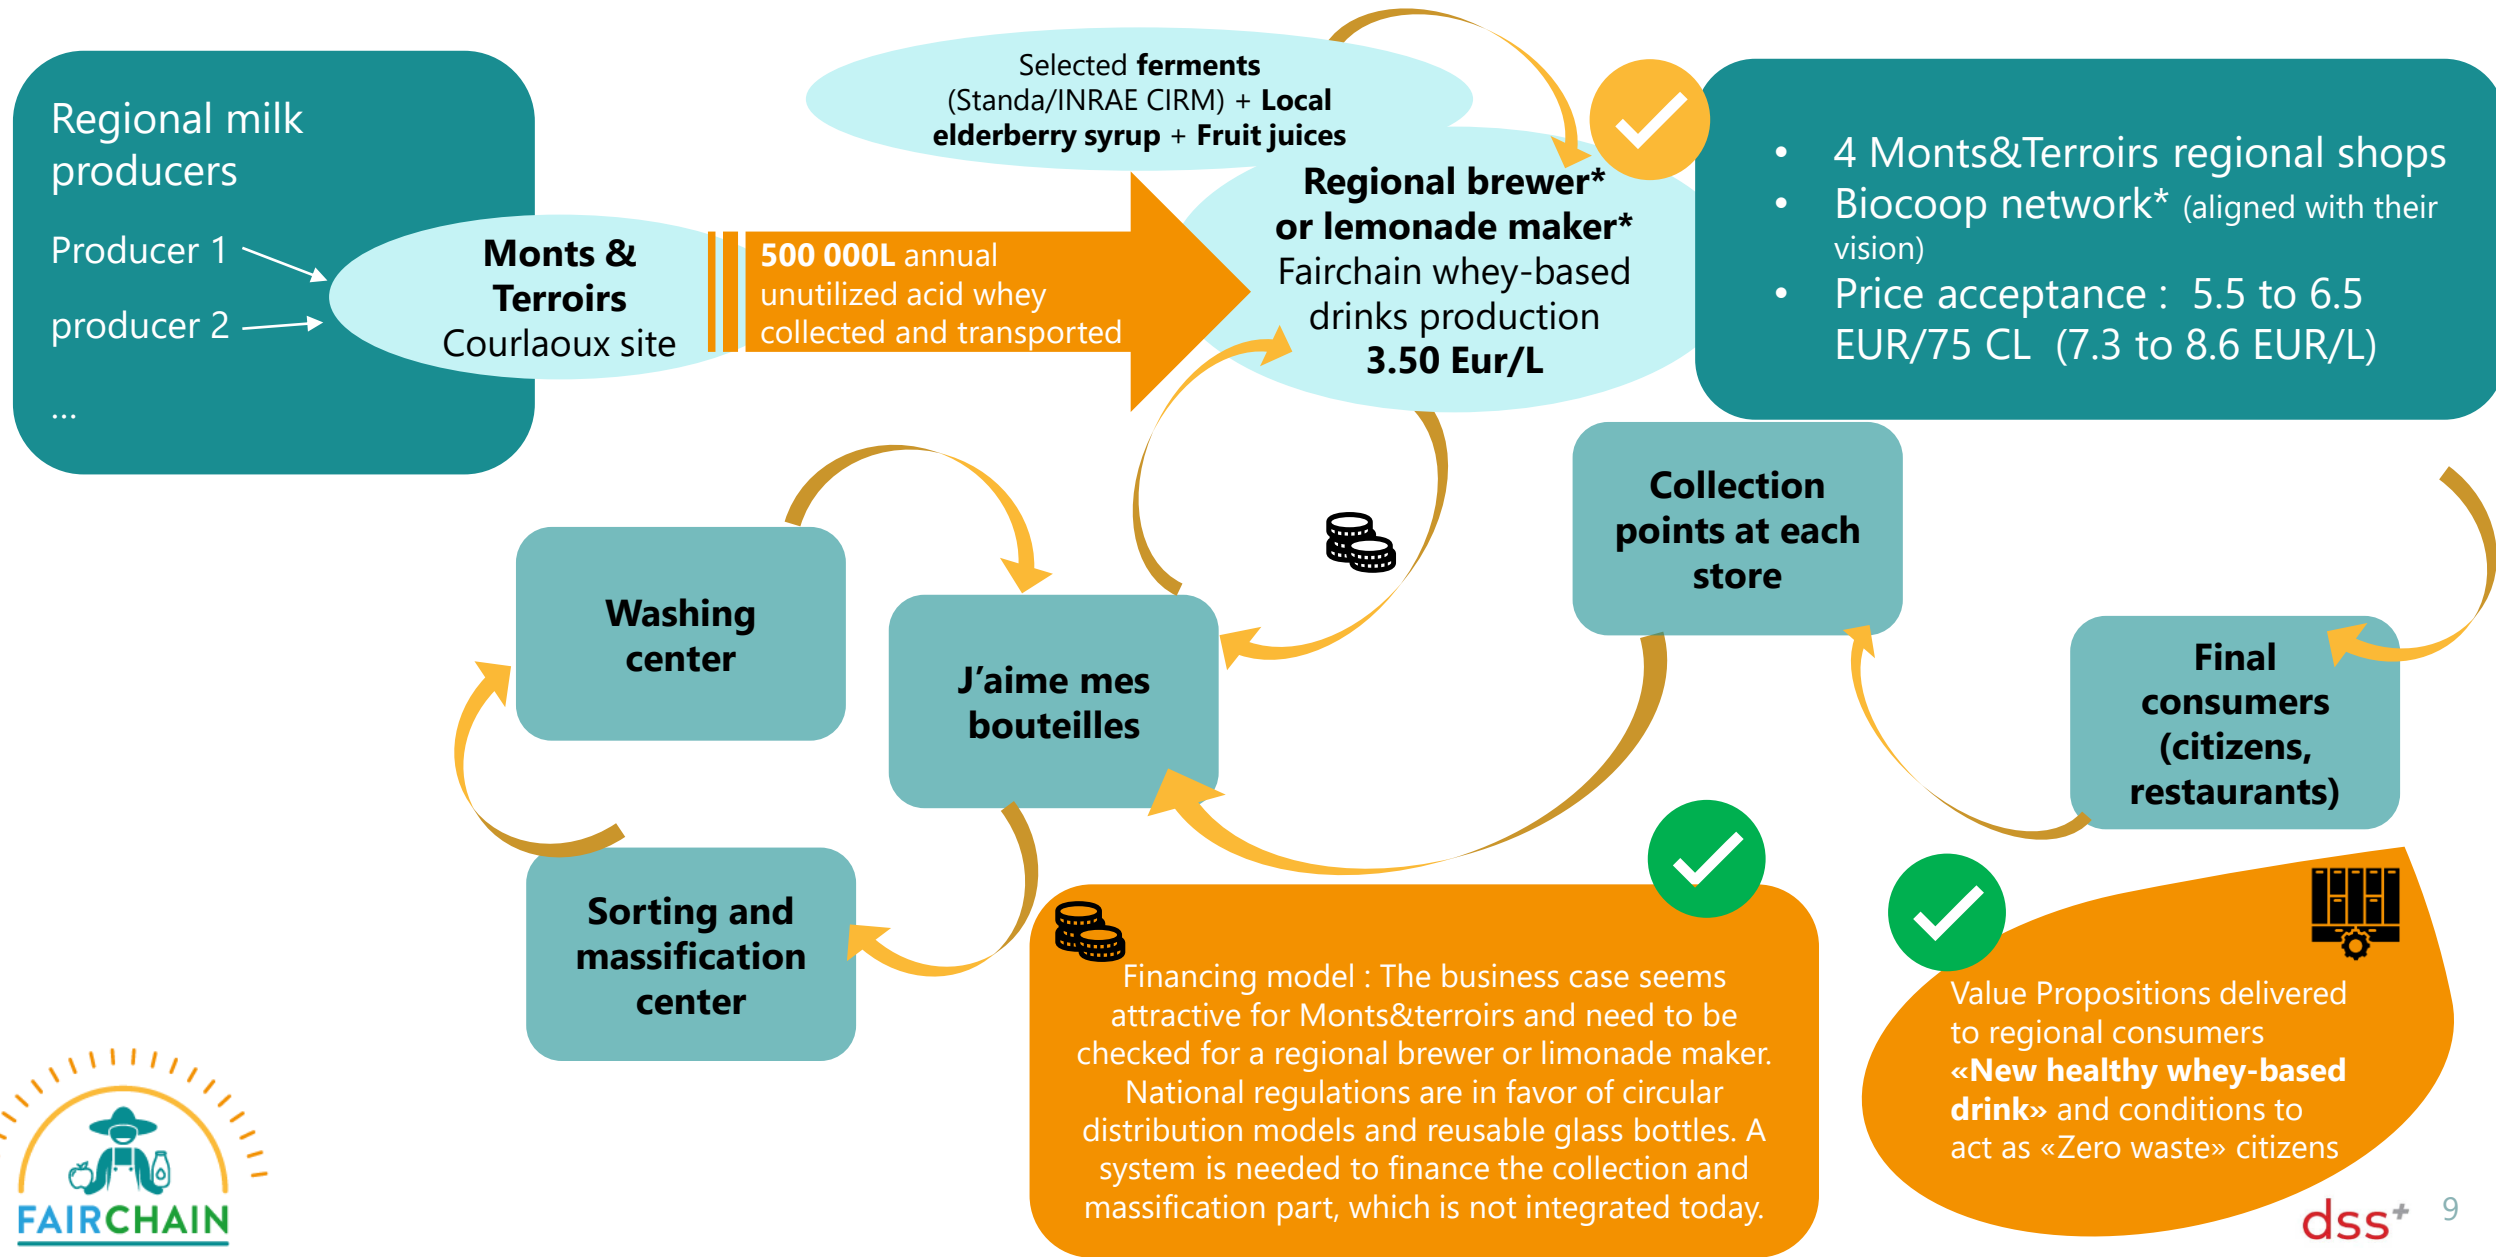 Regional milk
producers
Producer 1
producer 2
...
Monts &
Terroirs
Courlaoux site
500 000L annual
unutilized acid whey
collected and transported
Selected ferments
(Standa/INRAE CIRM) + Local
elderberry syrup + Fruit juices
Regional brewer*
or lemonade maker*
Fairchain whey-based
drinks production
3.50 Eur/L
• 4 Monts&Terroirs regional shops
• Biocoop network* (aligned with their
vision)
• Price acceptance : 5.5 to 6.5
EUR/75 CL (7.3 to 8.6 EUR/L)
Collection
points at each
store
Final
consumers
(citizens,
restaurants)
Washing
center
J’aime mes
bouteilles
Sorting and
massification
center
Financing model : The business case seems
attractive for Monts&terroirs and need to be
checked for a regional brewer or limonade maker.
National regulations are in favor of circular
distribution models and reusable glass bottles. A
system is needed to finance the collection and
massification part, which is not integrated today.
Value Propositions delivered
to regional consumers
«New healthy whey-based
drink» and conditions to
act as «Zero waste» citizens
FAIRCHAIN
dss+ 9